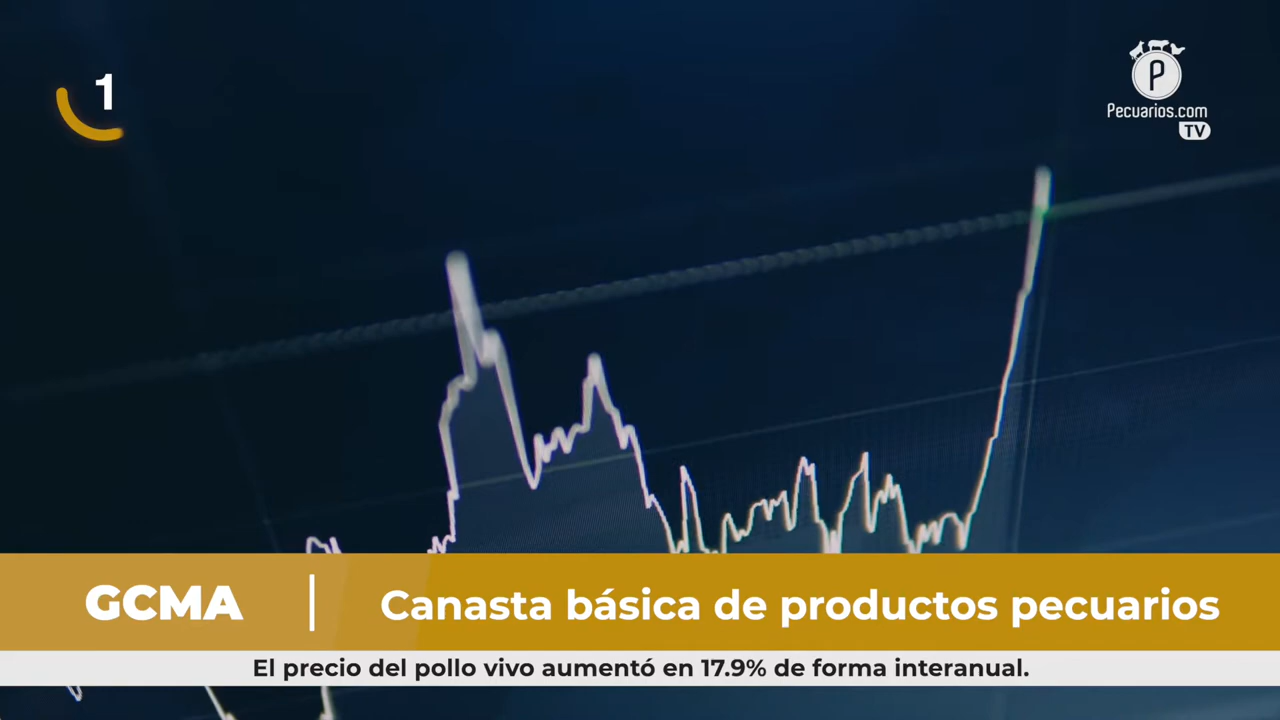 1
P
Pecuarios.com
TV
GCMA
Canasta básica de productos pecuarios
El precio del pollo vivo aumentó en 17.9% de forma interanual.